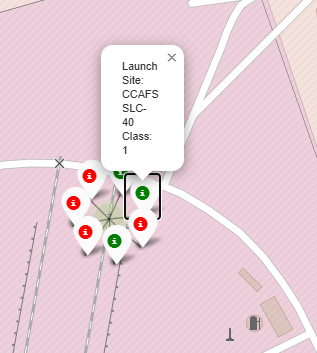 Launch
Site:
CCAFS
SLC-
40
Class:
1